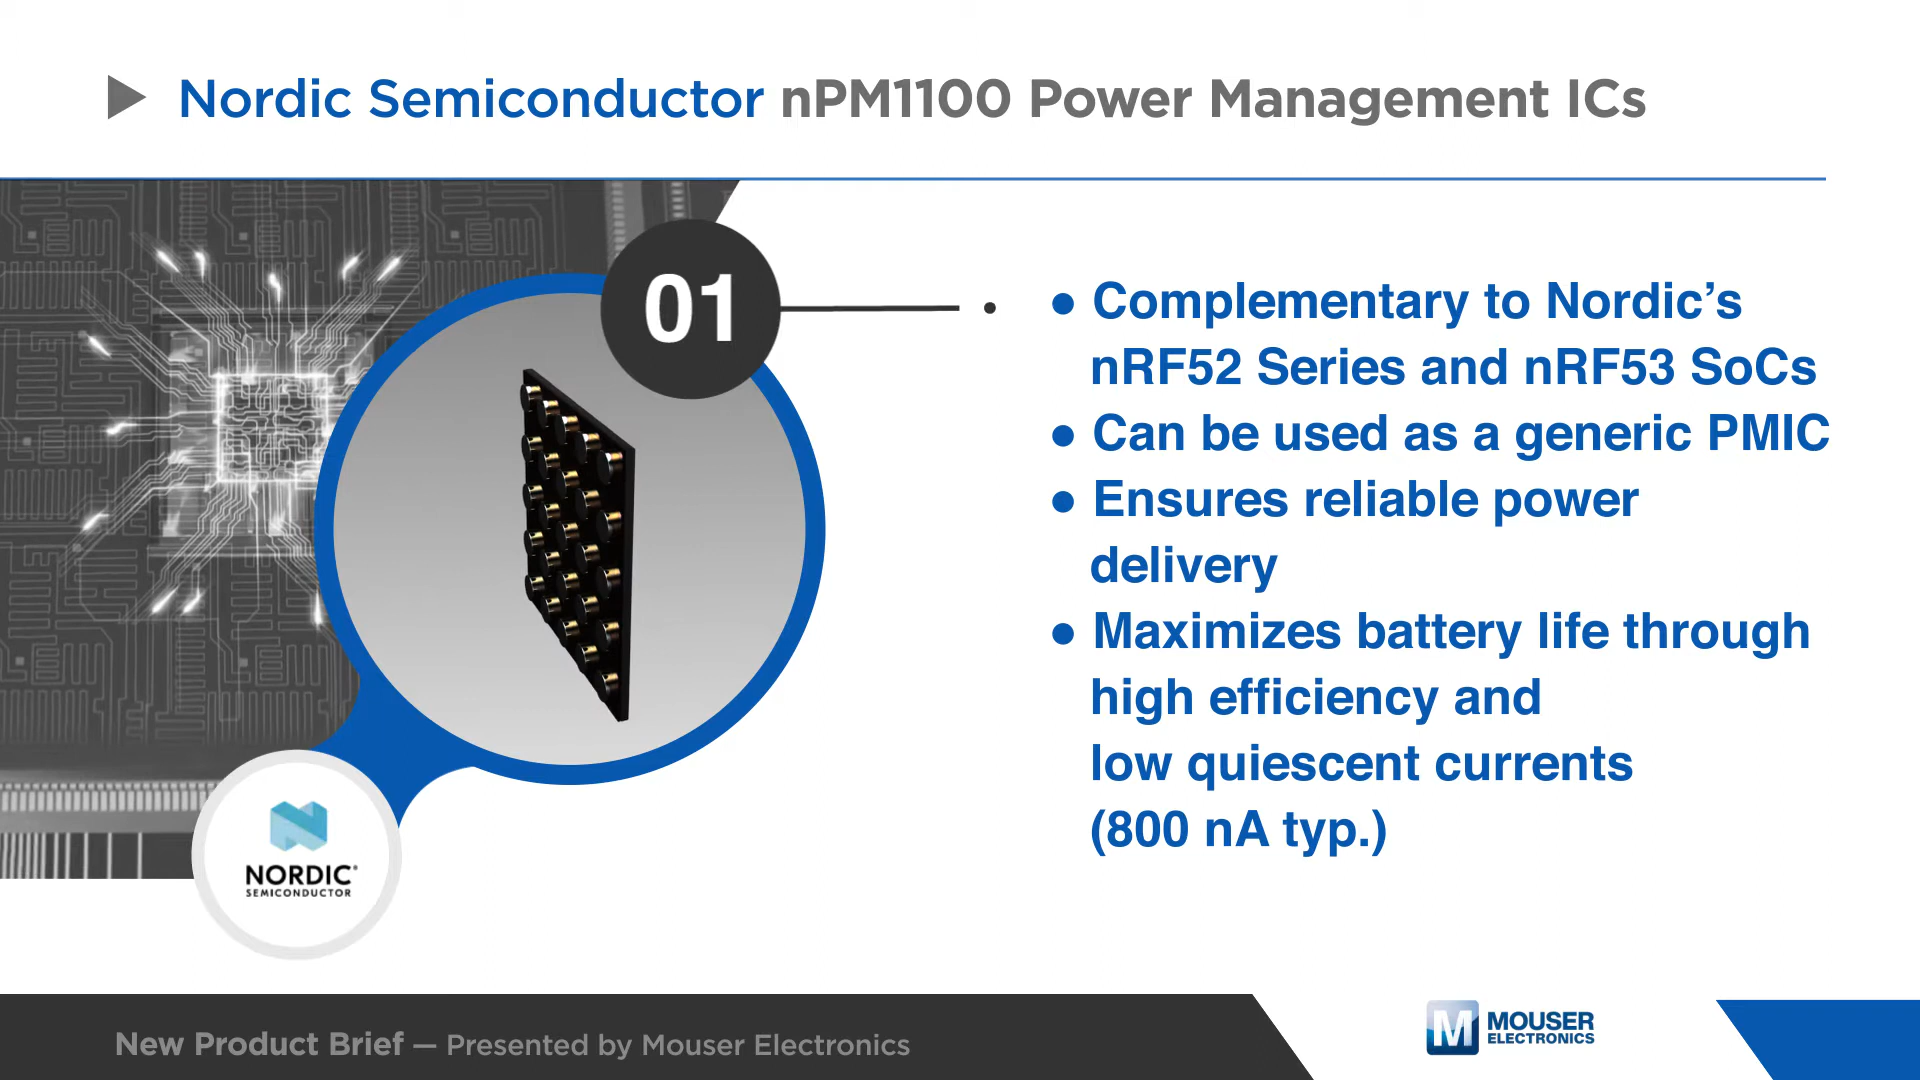 Nordic Semiconductor nPM1100 Power Management ICs
01
● Complementary to Nordic’s
nRF52 Series and nRF53 SoCs
● Can be used as a generic PMIC
● Ensures reliable power
delivery
● Maximizes battery life through
high efficiency and
low quiescent currents
(800 nA typ.)
NORDIC®
SEMICONDUCTOR
New Product Brief — Presented by Mouser Electronics
M
MOUSER
ELECTRONICS